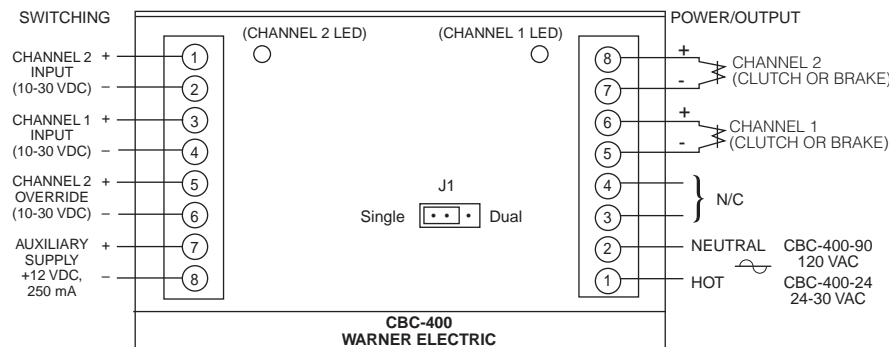 SWITCHING
POWER/OUTPUT
(CHANNEL 2 LED)
(CHANNEL 1 LED)
CHANNEL 2 +
INPUT
(10-30 VDC) –
1
2
CHANNEL 1 +
INPUT
(10-30 VDC) –
3
4
CHANNEL 2 +
OVERRIDE
(10-30 VDC) –
5
6
AUXILIARY +
SUPPLY
+12 VDC, –
250 mA
7
8
J1
Single
Dual
8
+
7
-
CHANNEL 2
(CLUTCH OR BRAKE)
6
+
5
-
CHANNEL 1
(CLUTCH OR BRAKE)
4
3
N/C
2
NEUTRAL
1
HOT
CBC-400-90
120 VAC
CBC-400-24
24-30 VAC
CBC-400
WARNER ELECTRIC